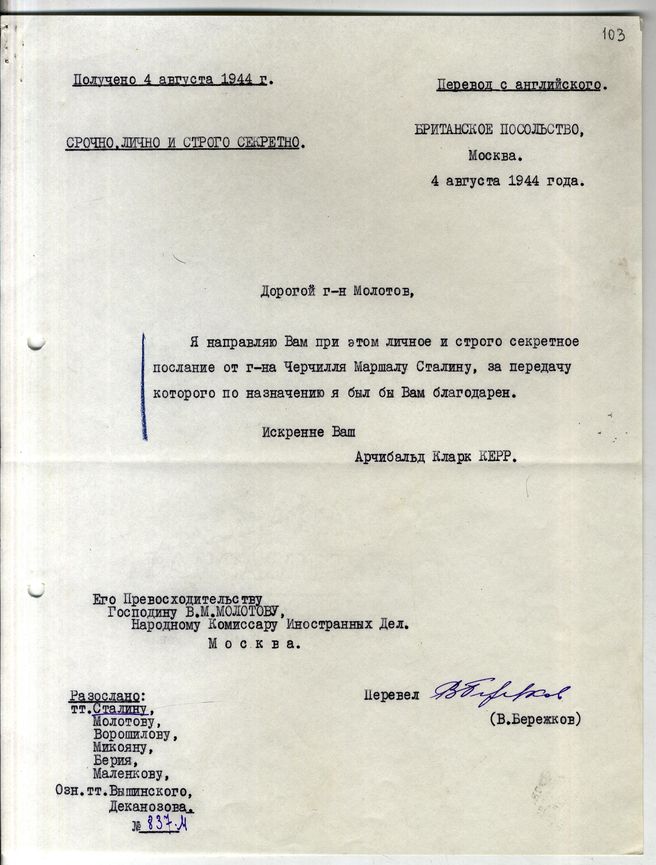 103
Получено 4 августа 1944 г.
Перевод с английского.
СРОЧНО.ЛИЧНО И СТРОГО СЕКРЕТНО.
БРИТАНСКОЕ ПОСОЛЬСТВО,
Москва.
4 августа 1944 года.
Дорогой г-н Молотов,
Я направляю Вам при этом личное и строго секретное
послание от г-на Черчилля Маршалу Сталину, за передачу
которого по назначению я был бы Вам благодарен.
Искренне Ваш
Арчибальд Кларк КЕРР.
Его Превосходительству
Господину В.М.МОЛОТОВУ,
Народному Комиссару Иностранных Дел.
Москва.
Разослано:
тт.Сталину,
Молотову,
Ворошилову,
Микояну,
Берия,
Маленкову,
Озн.тт.Вышинского,
Деканозова.
№ 837.М
Перевел ВБережков
(В.Бережков)